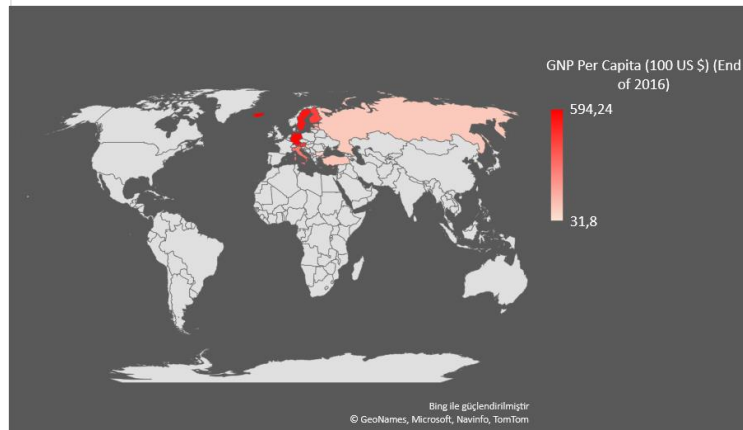 GNP Per Capita (100 US $) (End
of 2016)
594,24
31,8
Bing ile güçlendirilmiştir
© GeoNames, Microsoft, Navinfo, TomTom